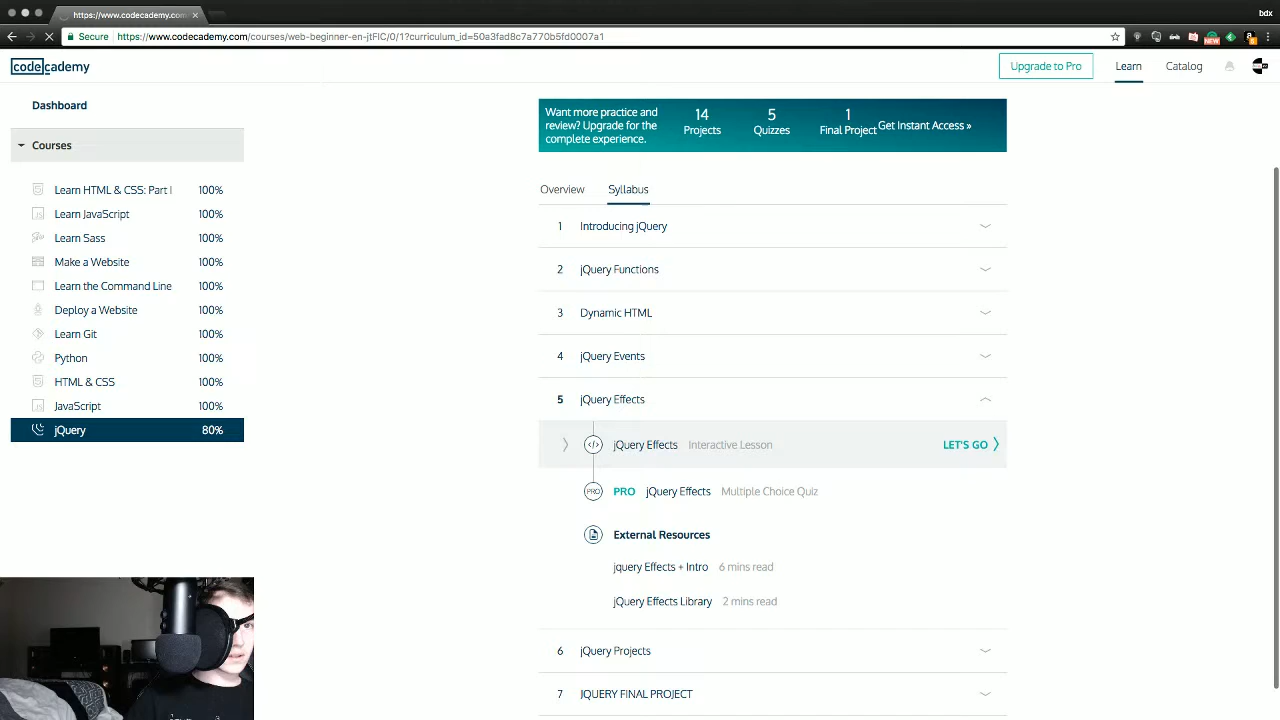 https://www.codecademy.com
bdx
Secure https://www.codecademy.com/courses/web-beginner-en-jtFIC/0/1?curriculum_id=50a3fad8c7a770b5fd0007a1
NEW
codecademy
Upgrade to Pro
Learn
Catalog
Dashboard
Courses
Learn HTML & CSS: Part I 100%
Learn JavaScript 100%
Learn Sass 100%
Make a Website 100%
Learn the Command Line 100%
Deploy a Website 100%
Learn Git 100%
Python 100%
HTML & CSS 100%
JavaScript 100%
jQuery 80%
Want more practice and
review? Upgrade for the
complete experience.
14
Projects
5
Quizzes
1
Final Project
Get Instant Access »
Overview
Syllabus
1 Introducing jQuery
2 jQuery Functions
3 Dynamic HTML
4 jQuery Events
5 jQuery Effects
jQuery Effects Interactive Lesson LET'S GO
PRO PRO jQuery Effects Multiple Choice Quiz
External Resources
jquery Effects + Intro 6 mins read
jQuery Effects Library 2 mins read
6 jQuery Projects
7 JQUERY FINAL PROJECT